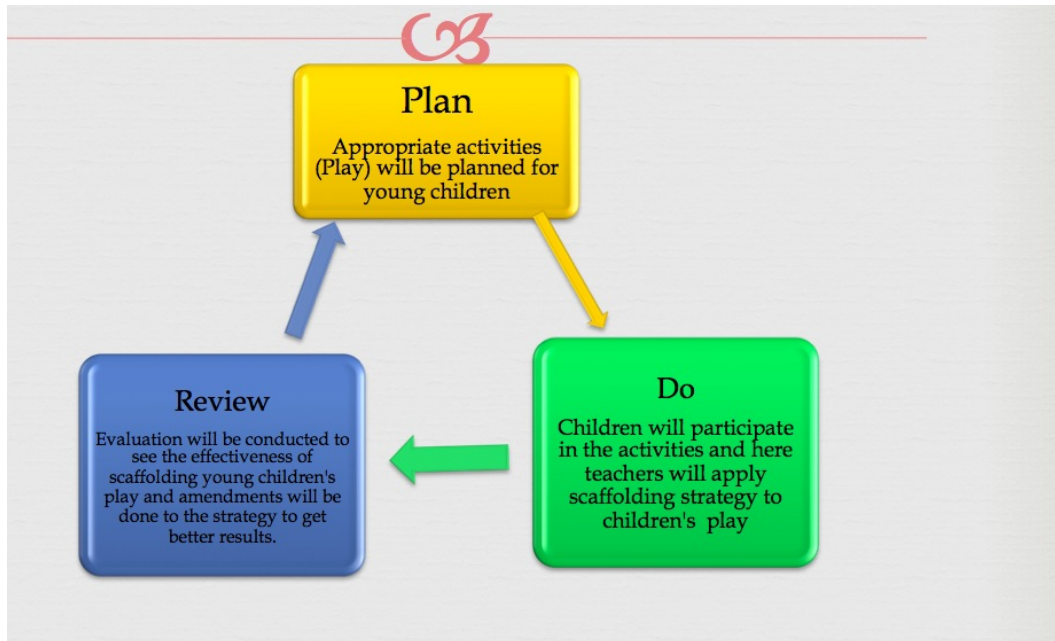 Plan
Appropriate activities
(Play) will be planned for
young children
Do
Children will participate
in the activities and here
teachers will apply
scaffolding strategy to
children's play
Review
Evaluation will be conducted to
see the effectiveness of
scaffolding young children's
play and amendments will be
done to the strategy to get
better results.